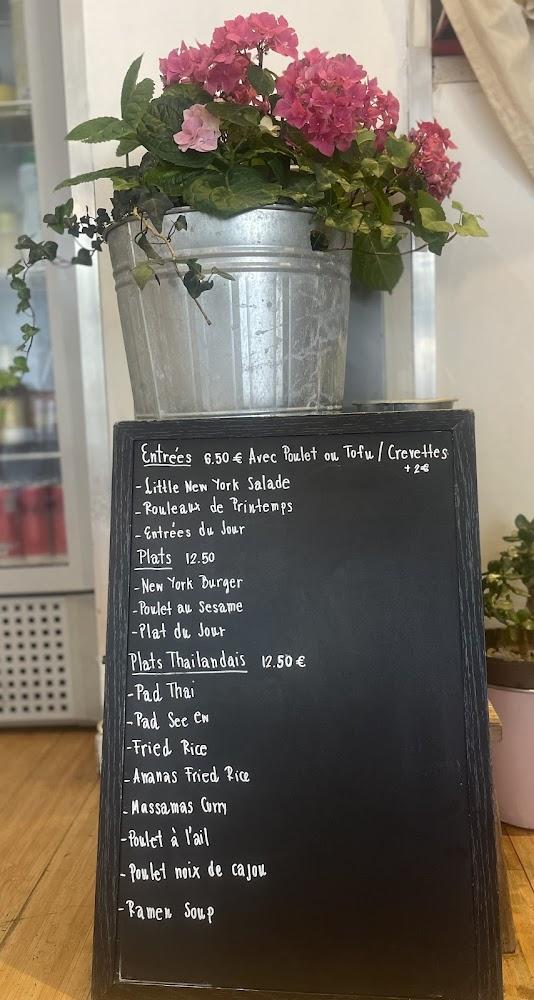 Entrées 6.50 € Avec Poulet ou Tofu / Crevettes
+ 2€
- Little New York Salade
- Rouleaux de Printemps
- Entrées du Jour
Plats 12.50
- New York Burger
- Poulet au Sesame
- Plat du Jour
Plats Thailandais 12.50 €
- Pad Thai
- Pad See ew
- Fried Rice
- Ananas Fried Rice
- Massamas Curry
- Poulet à l'ail
- Poulet noix de cajou
- Ramen Soup